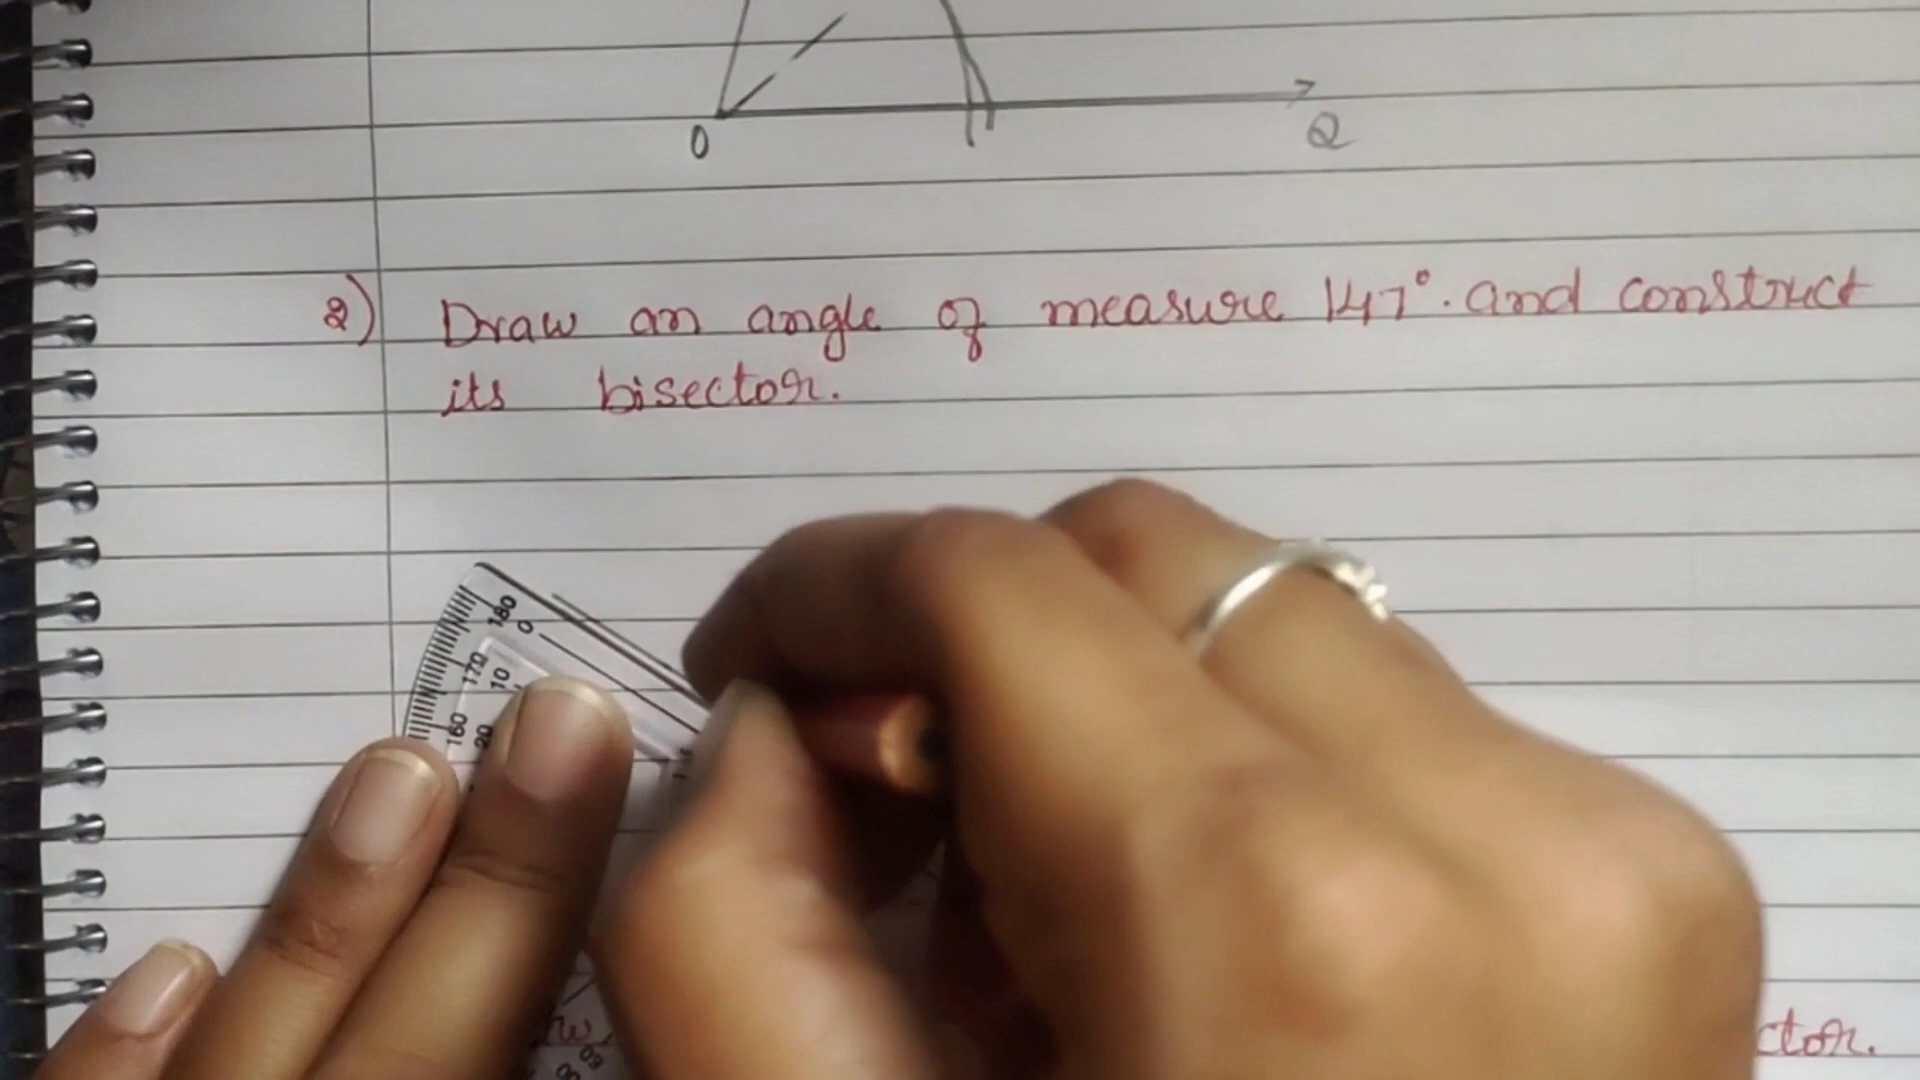 O
Q
2) Draw an angle of measure 147°. and construct
its bisector.
180
0
170
10
160
20
ctor.